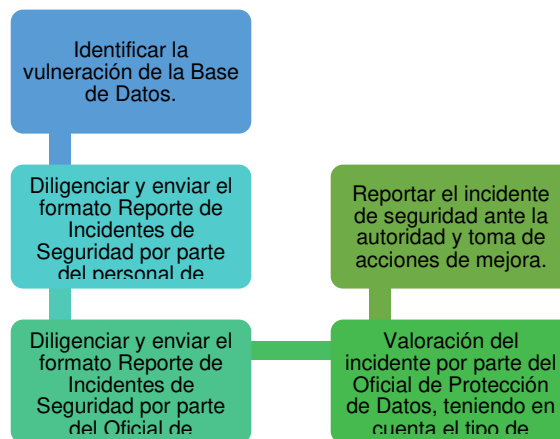 Identificar la
vulneración de la Base
de Datos.
Diligenciar y enviar el
formato Reporte de
Incidentes de
Seguridad por parte
del personal de
Diligenciar y enviar el
formato Reporte de
Incidentes de
Seguridad por parte
del Oficial de
Valoración del
incidente por parte del
Oficial de Protección
de Datos, teniendo en
cuenta el tipo de
Reportar el incidente
de seguridad ante la
autoridad y toma de
acciones de mejora.